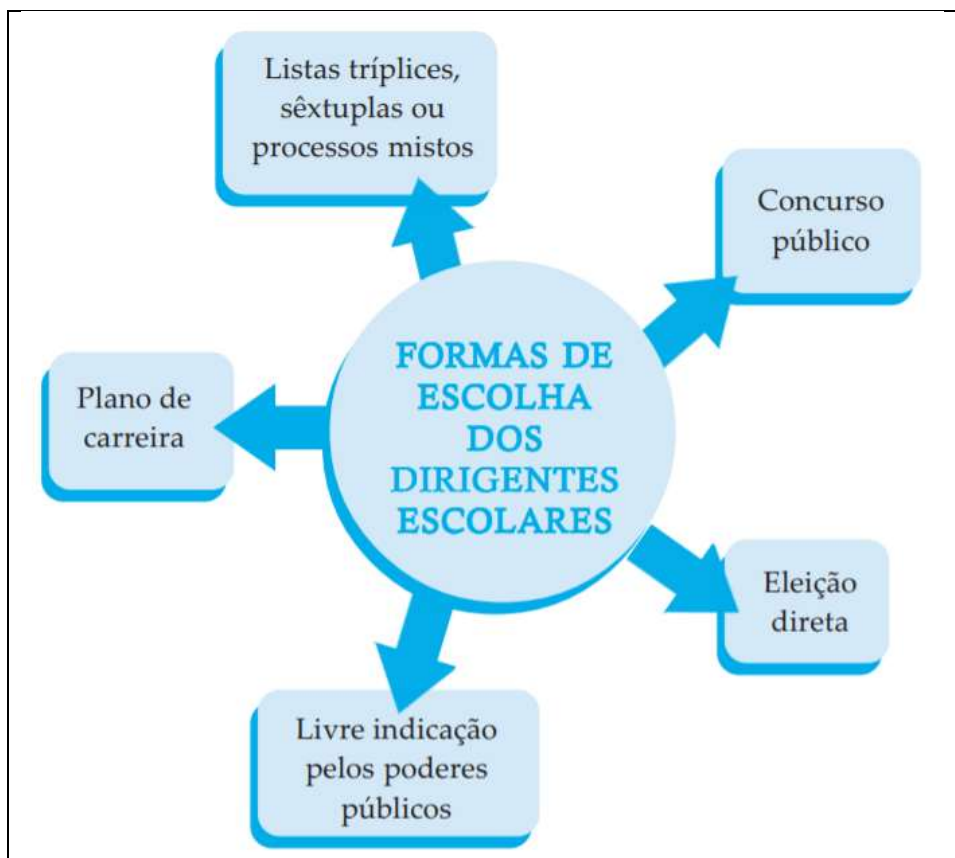 Listas tríplices,
sêxtuplas ou
processos mistos
Concurso
público
FORMAS DE
ESCOLHA
DOS
DIRIGENTES
ESCOLARES
Plano de
carreira
Eleição
direta
Livre indicação
pelos poderes
públicos